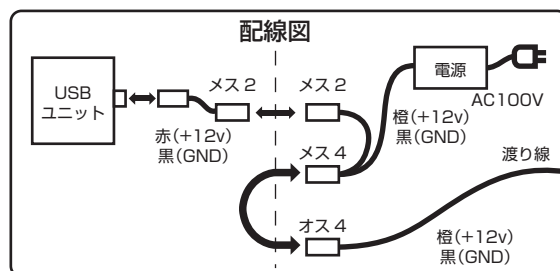 配線図
USB
ユニット
メス2
赤(+12v)
黒(GND)
メス2
メス4
オス4
橙(+12v)
黒(GND)
電源
AC100V
渡り線
橙(+12v)
黒(GND)